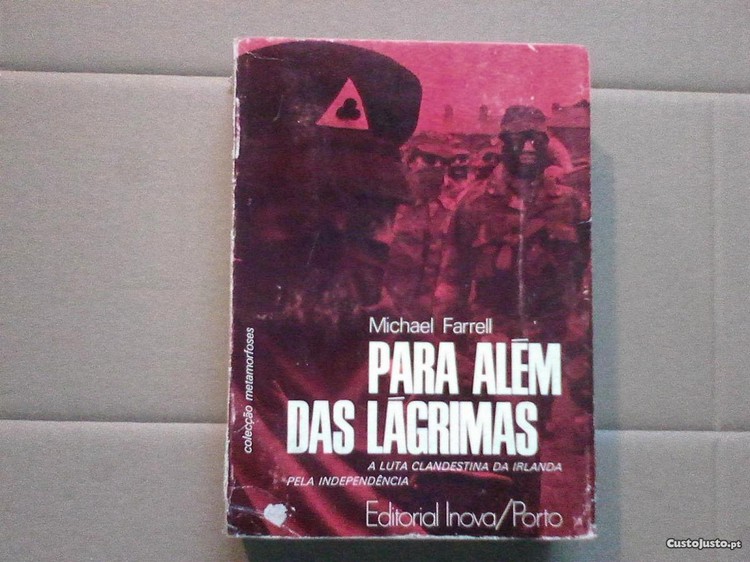 Michael Farrell
PARA ALÉM
DAS LÁGRIMAS
A LUTA CLANDESTINA DA IRLANDA
PELA INDEPENDÊNCIA
Editorial Inova/Porto
colecção metamorfoses
CustoJusto.pt